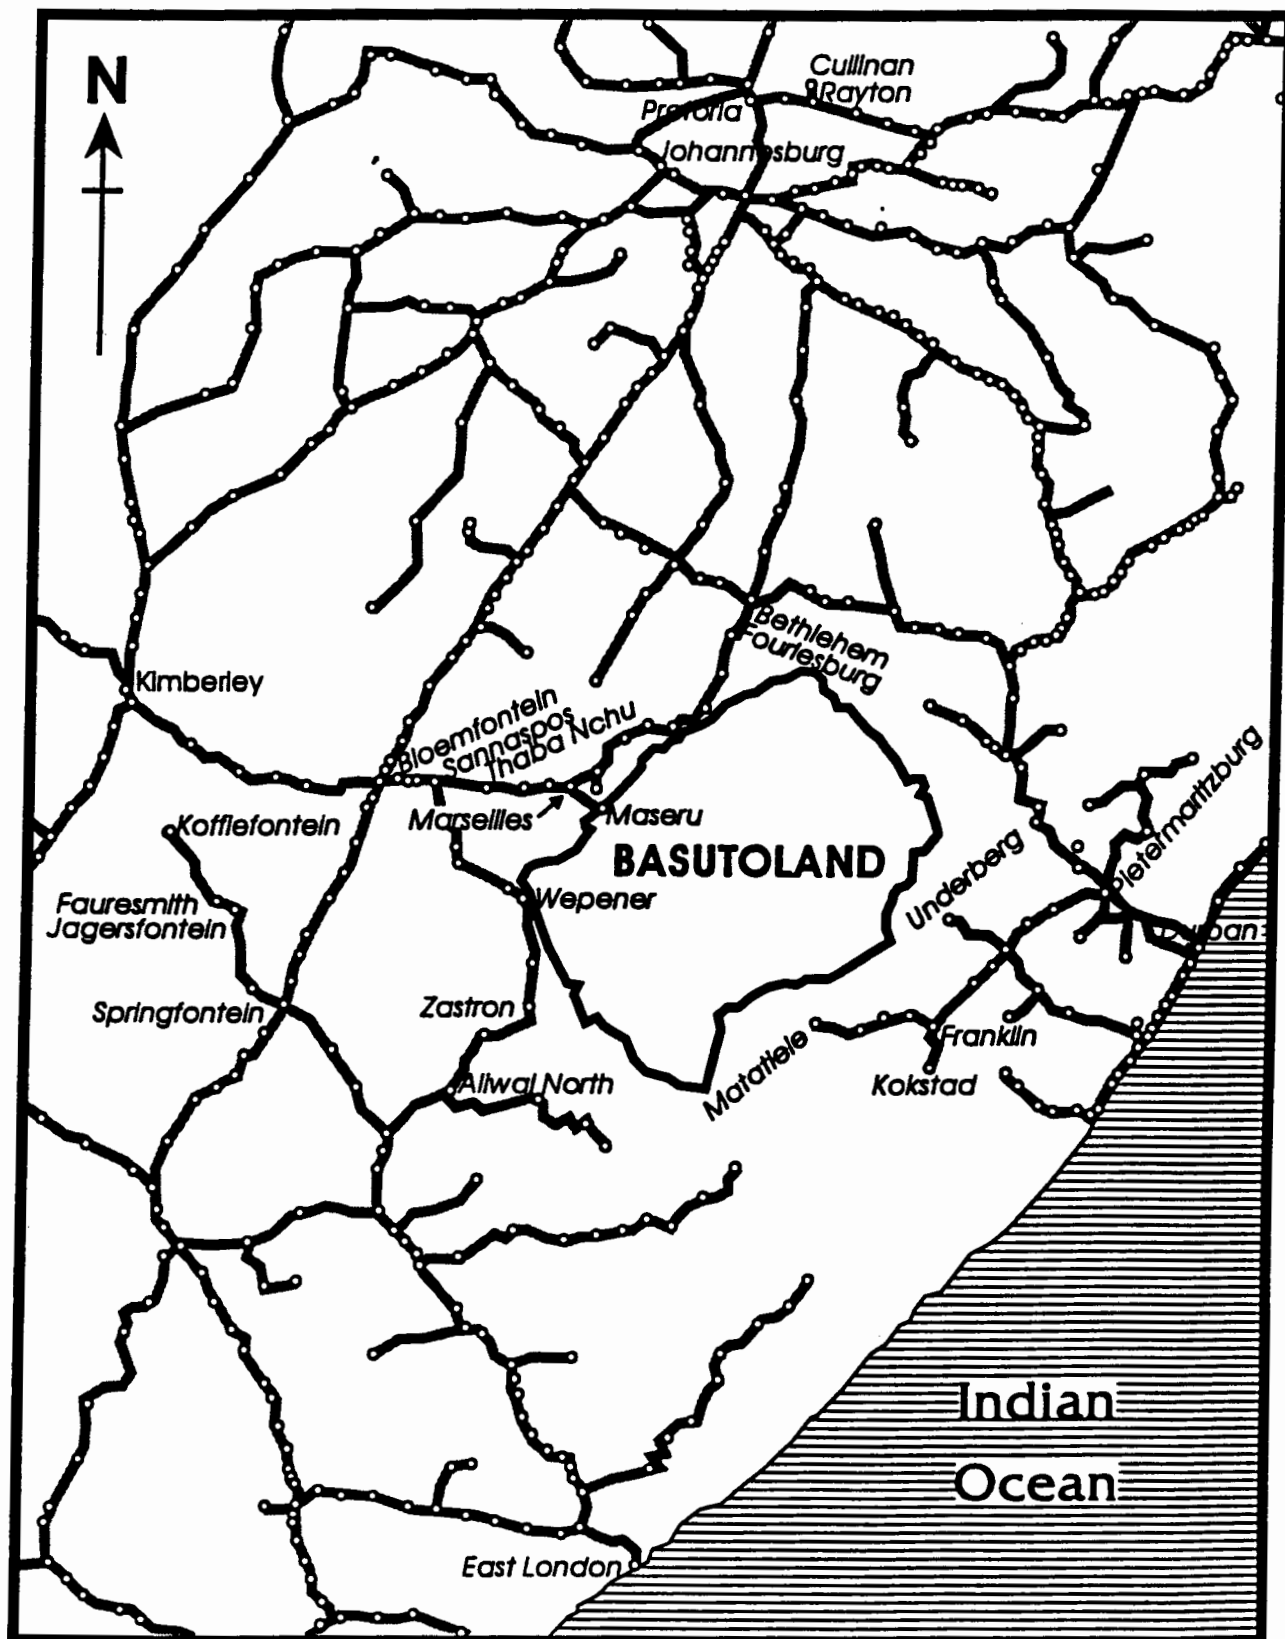 N
Cullinan
Rayton
Pretoria
Johannesburg
Bethlehem
Fouriesburg
Kimberley
Bloemfontein
Sannaspos
Thaba Nchu
Marseilles
Maseru
Koffiefontein
BASUTOLAND
Pietermaritzburg
Underberg
Wepener
Fauresmith
Jagersfontein
Durban
Springfontein
Zastron
Franklin
Matatiele
Aliwal North
Kokstad
Indian
Ocean
East London